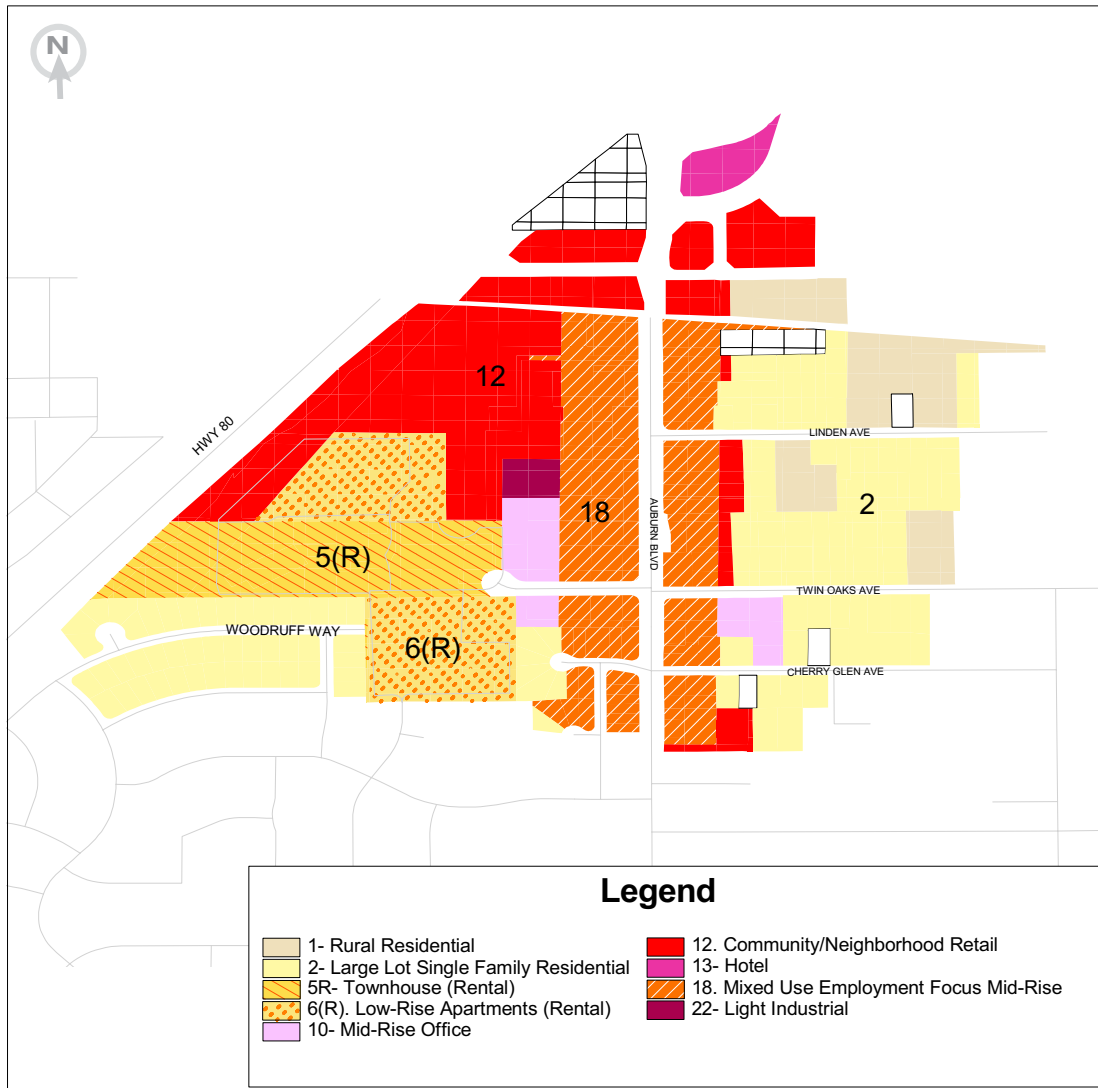 N
12
HWY 80
LINDEN AVE
2
18
AUBURN BLVD
5(R)
TWIN OAKS AVE
WOODRUFF WAY
6(R)
CHERRY GLEN AVE
Legend
1- Rural Residential
2- Large Lot Single Family Residential
5R- Townhouse (Rental)
6(R). Low-Rise Apartments (Rental)
10- Mid-Rise Office
12. Community/Neighborhood Retail
13- Hotel
18. Mixed Use Employment Focus Mid-Rise
22- Light Industrial